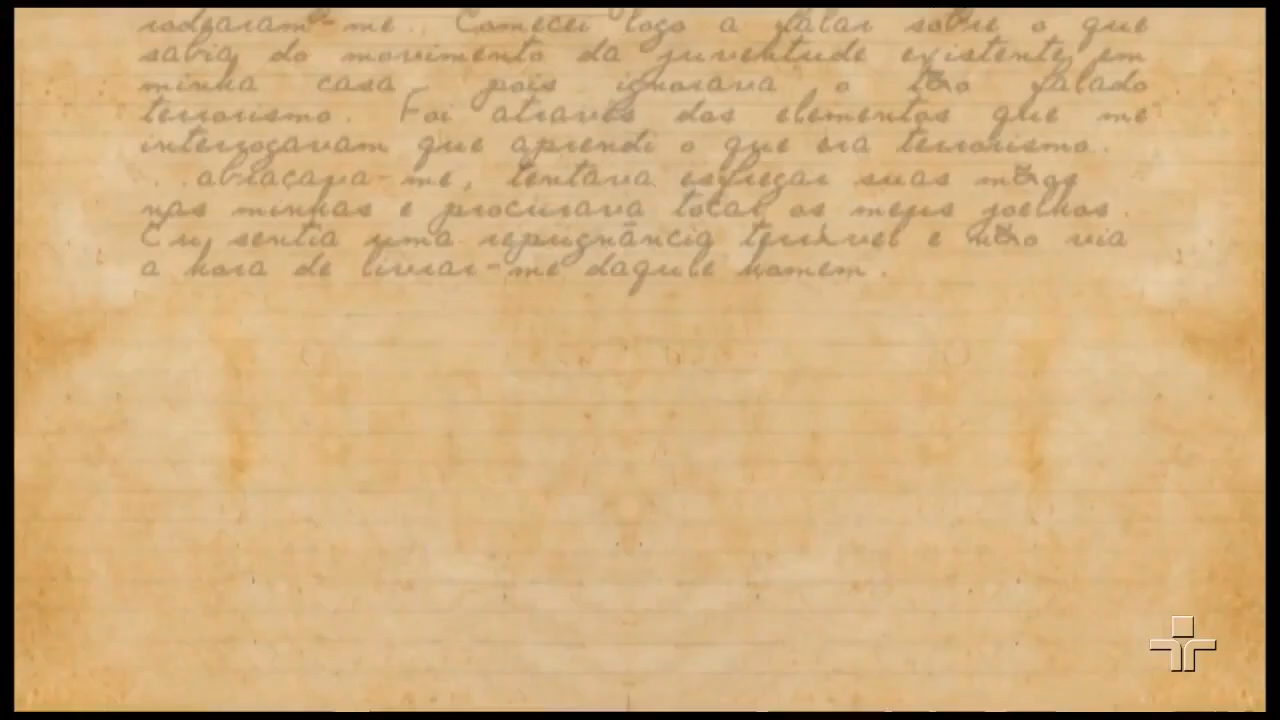 rodearam-me.. Comecei logo a falar sobre o que
sabia do movimento da juventude existente em
minha casa pois ignorava o tão falado
terrorismo. Foi através dos elementos que me
interrogavam que aprendi o que era terrorismo.
. .abraçava-me, tentava esfregar suas mãos
nas minhas e procurava tocar os meus joelhos.
Eu sentia uma repugnância terrível e não via
a hora de livrar-me daquele homem.